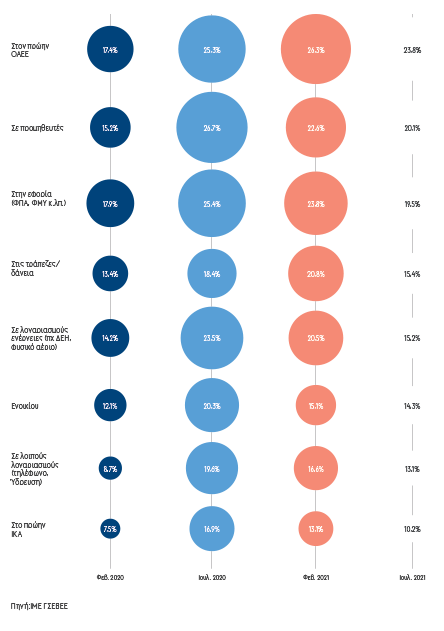 Στον πρώην
ΟΑΕΕ
17.4%
25.3%
26.3%
23.8%
Σε προμηθευτές
15.2%
26.7%
22.6%
20.1%
Στην εφορία
(ΦΠΑ, ΦΜΥ κ.λπ.)
17.9%
25.4%
23.8%
19.5%
Στις τράπεζες/
δάνεια
13.4%
18.4%
20.8%
15.4%
Σε λογαριασμούς
ενέργειες (πχ ΔΕΗ,
φυσικό αέριο)
14.2%
23.5%
20.5%
15.2%
Ενοικίου
12.1%
20.3%
15.1%
14.3%
Σε λοιπούς
λογαριασμούς
(τηλέφωνο,
Ύδρευση)
8.7%
19.6%
16.6%
13.1%
Στο πρώην
ΙΚΑ
7.5%
16.9%
13.1%
10.2%
Φεβ. 2020
Ιουλ. 2020
Φεβ. 2021
Ιουλ. 2021
Πηγή:ΙΜΕ ΓΣΕΒΕΕ